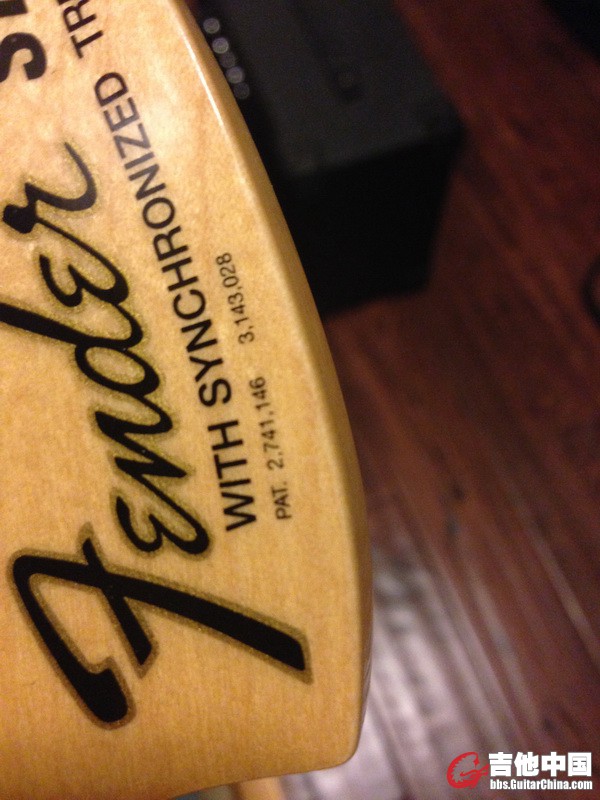 Fender
WITH SYNCHRONIZED
PAT. 2,741,146 3,143,028
吉他中国
bbs.GuitarChina.com